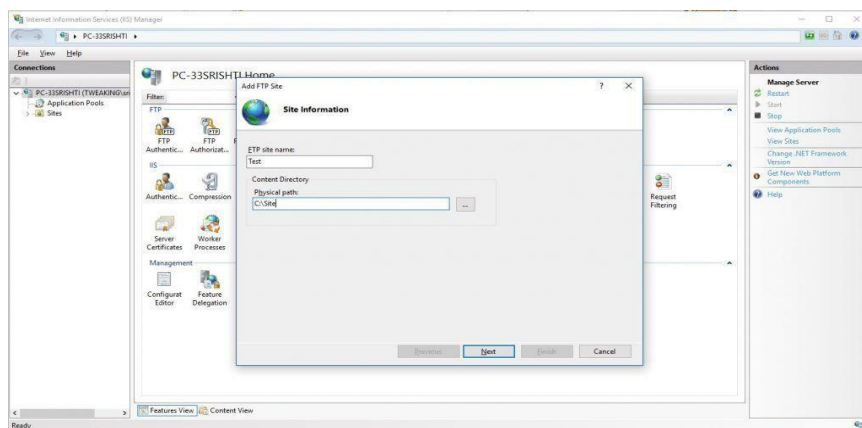 Internet Information Services (IIS) Manager
PC-33SRISHTI
File View Help
Connections
PC-33SRISHTI (TWEAKING\sri
Application Pools
Sites
PC-33SRISHTI Home
Filter:
FTP
FTP Authentic...
FTP Authorizat...
F
IIS
Authentic...
Compression
Server Certificates
Worker Processes
Request Filtering
Management
Configurat Editor
Feature Delegation
Add FTP Site
? X
Site Information
FTP site name:
Test
Content Directory
Physical path:
C:\Site
...
Previous Next Finish Cancel
Features View Content View
Actions
Manage Server
Restart
Start
Stop
View Application Pools
View Sites
Change .NET Framework Version
Get New Web Platform Components
Help
Ready